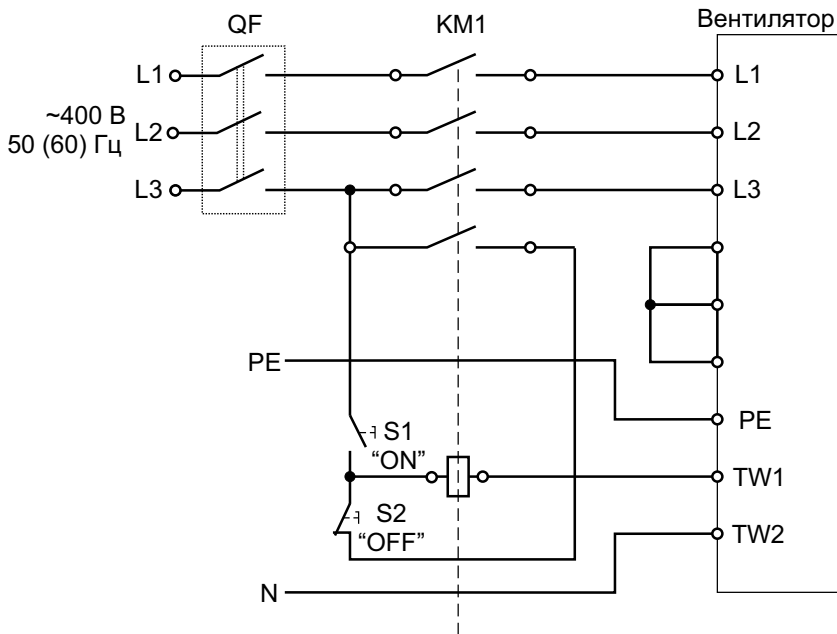 QF
KM1
Вентилятор
L1
L1
~400 В
50 (60) Гц
L2
L2
L3
L3
PE
PE
S1
“ON”
TW1
S2
“OFF”
TW2
N